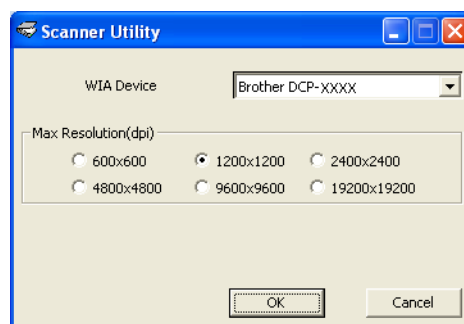 Scanner Utility
WIA Device
Brother DCP-XXXX
Max Resolution(dpi)
600x600 1200x1200 2400x2400
4800x4800 9600x9600 19200x19200
OK Cancel